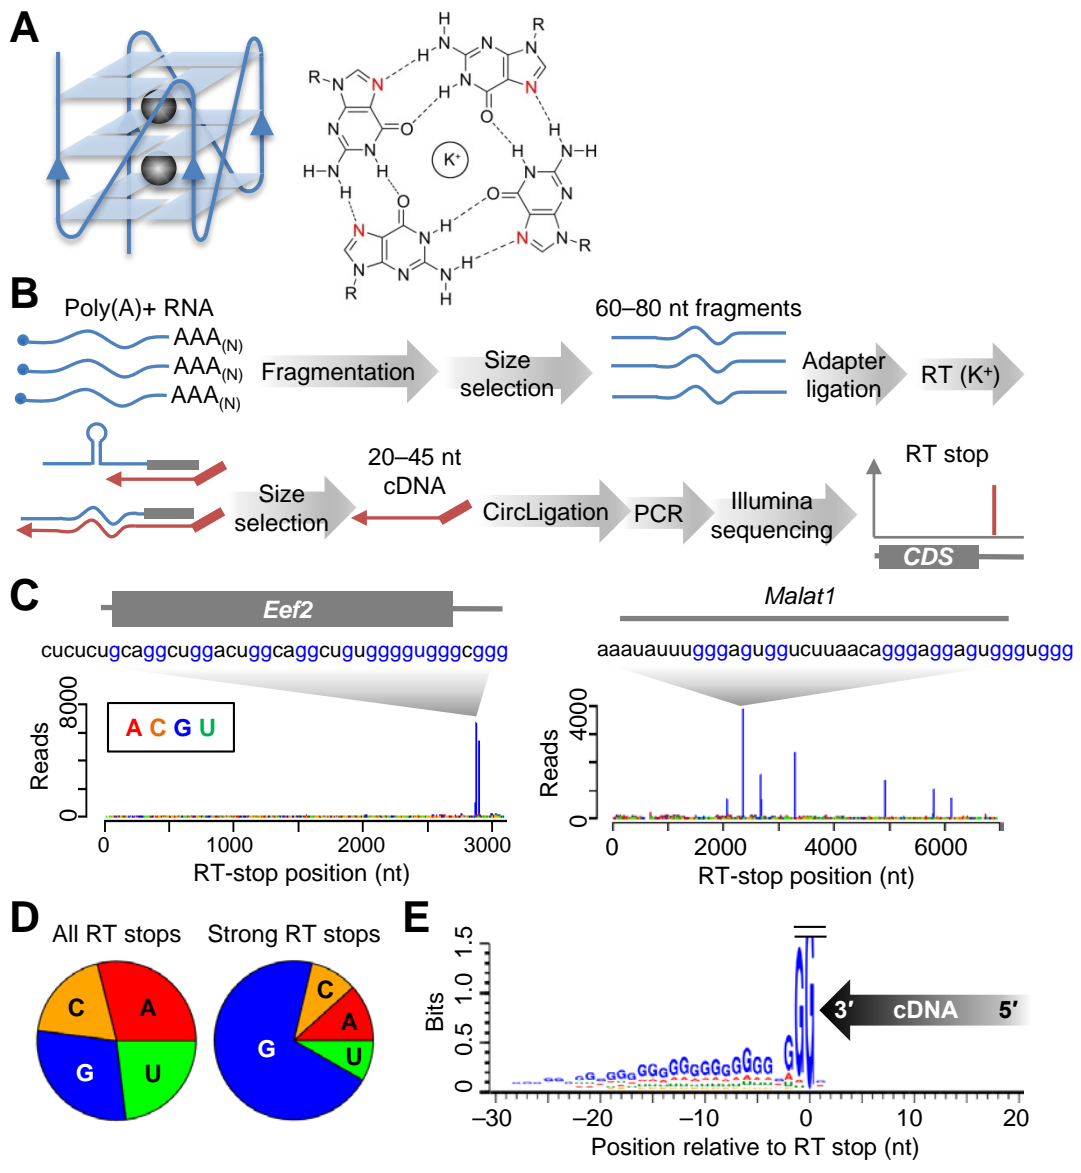 A
H
H
N
H
N
N
R
N
N
R
N
N
H
O
N
H
N
N
O
H
N
H
K+
H
N
H
O
N
N
N
N
R
H
N
H
O
N
N
H
N
N
N
H
R
H
B
Poly(A)+ RNA
AAA(N)
AAA(N)
AAA(N)
Fragmentation
Size
selection
60–80 nt fragments
Adapter
ligation
RT (K+)
Size
selection
20–45 nt
cDNA
CircLigation
PCR
Illumina
sequencing
RT stop
CDS
C
Eef2
cucucugcaggcuggacuggcaggcuguggggugggcggg
8000
0
Reads
A C G U
0
1000
2000
3000
RT-stop position (nt)
Malat1
aaauauuugggaguggucuuaacagggaggagugggugg​g
4000
0
Reads
0
2000
4000
6000
RT-stop position (nt)
D
All RT stops
C
A
G
U
Strong RT stops
C
A
G
U
E
Bits
1.5
1.0
0.5
0
3′ cDNA 5′
–30
–20
–10
0
10
20
Position relative to RT stop (nt)